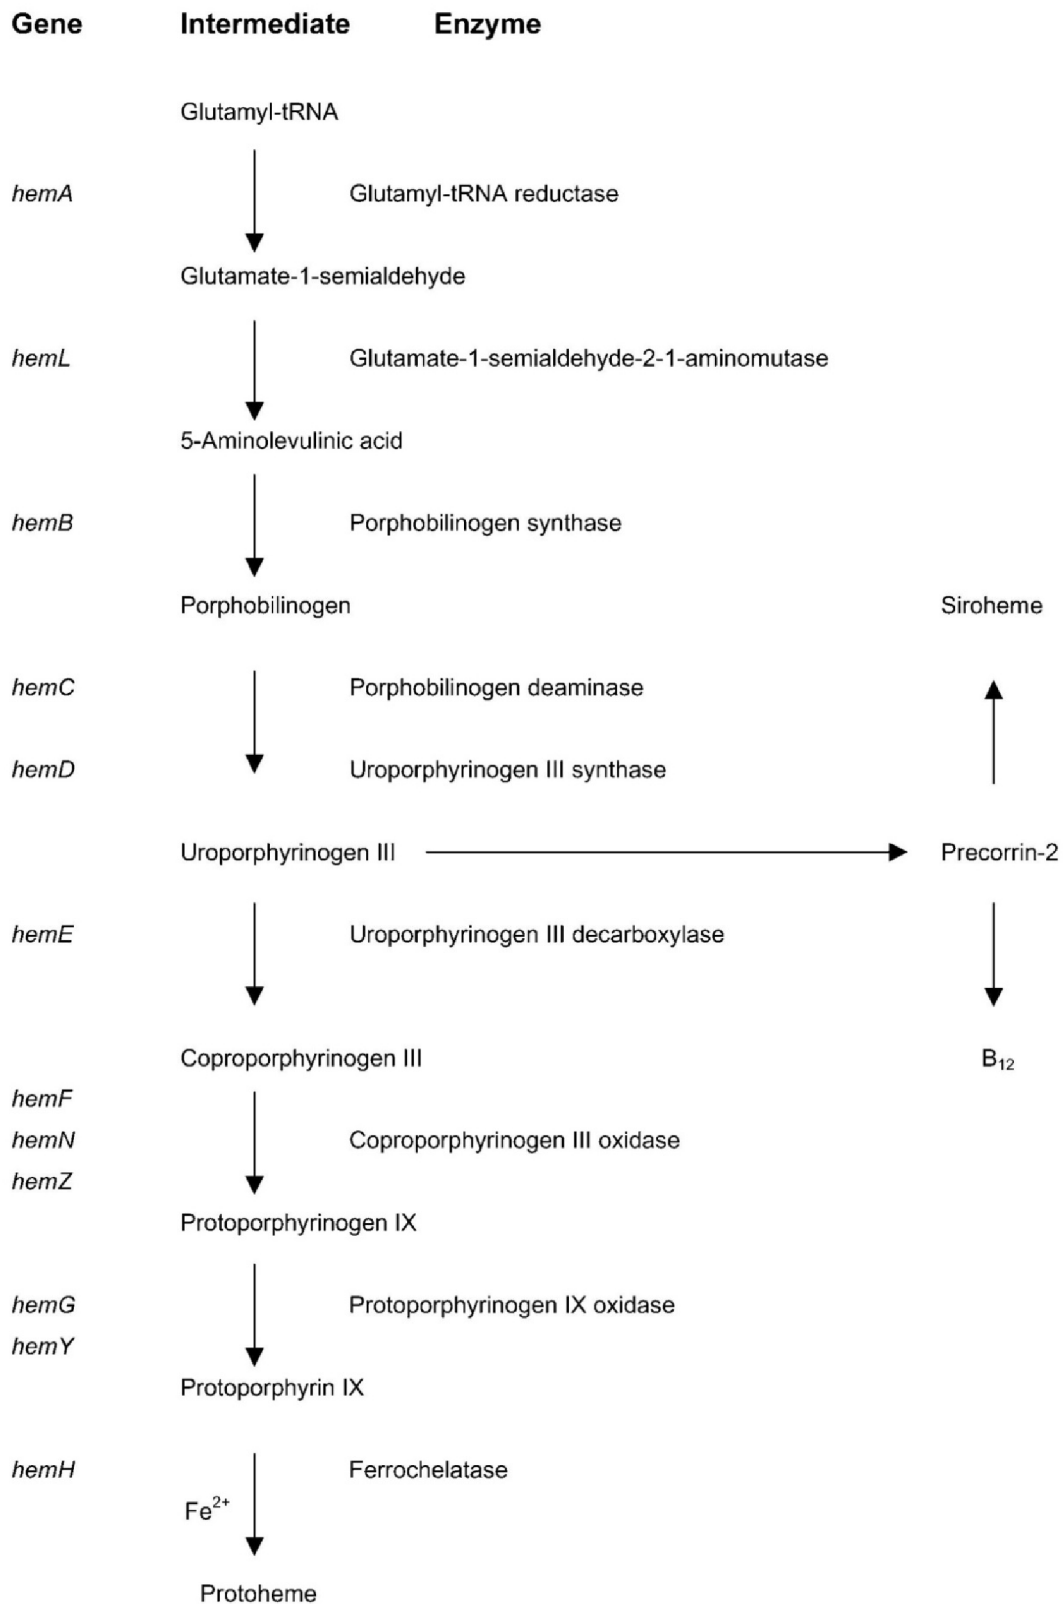 Gene Intermediate Enzyme
Glutamyl-tRNA
hemA Glutamyl-tRNA reductase
Glutamate-1-semialdehyde
hemL Glutamate-1-semialdehyde-2-1-aminomutase
5-Aminolevulinic acid
hemB Porphobilinogen synthase
Porphobilinogen Siroheme
hemC Porphobilinogen deaminase
hemD Uroporphyrinogen III synthase
Uroporphyrinogen III Precorrin-2
hemE Uroporphyrinogen III decarboxylase
Coproporphyrinogen III B₁₂
hemF
hemN Coproporphyrinogen III oxidase
hemZ
Protoporphyrinogen IX
hemG Protoporphyrinogen IX oxidase
hemY
Protoporphyrin IX
hemH Ferrochelatase
Fe²⁺
Protoheme